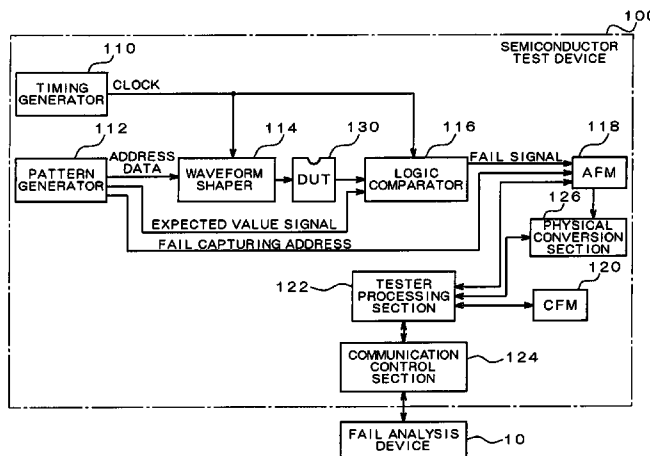 100
SEMICONDUCTOR
TEST DEVICE
110
TIMING
GENERATOR
CLOCK
112
PATTERN
GENERATOR
ADDRESS
DATA
114
WAVEFORM
SHAPER
130
DUT
116
LOGIC
COMPARATOR
FAIL SIGNAL
118
AFM
EXPECTED VALUE SIGNAL
FAIL CAPTURING ADDRESS
126
PHYSICAL
CONVERSION
SECTION
122
TESTER
PROCESSING
SECTION
120
CFM
COMMUNICATION
CONTROL
SECTION
124
FAIL ANALYSIS
DEVICE
10